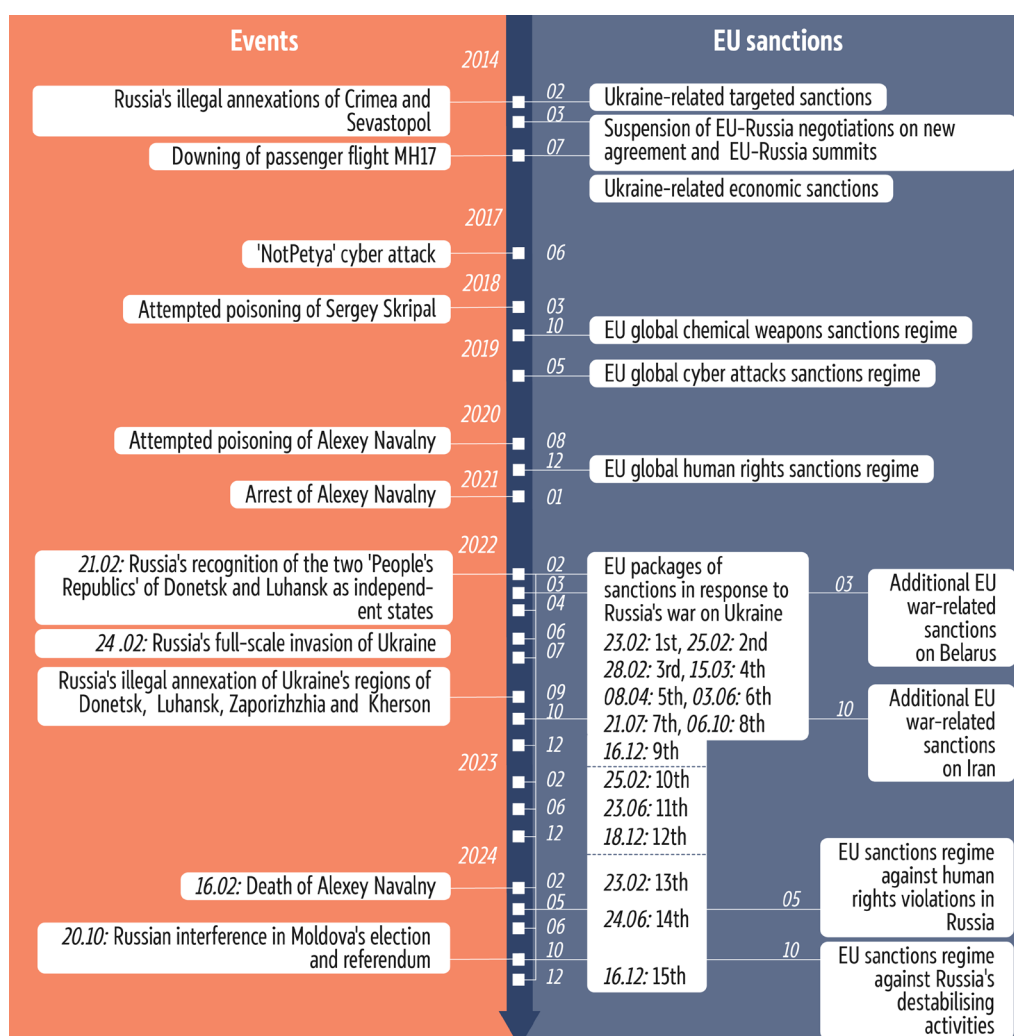 Events
EU sanctions
2014
Russia's illegal annexations of Crimea and
Sevastopol
02
Ukraine-related targeted sanctions
03
Suspension of EU-Russia negotiations on new
agreement and EU-Russia summits
Downing of passenger flight MH17
07
Ukraine-related economic sanctions
2017
'NotPetya' cyber attack
06
2018
Attempted poisoning of Sergey Skripal
03
10
EU global chemical weapons sanctions regime
2019
05
EU global cyber attacks sanctions regime
2020
Attempted poisoning of Alexey Navalny
08
12
EU global human rights sanctions regime
2021
Arrest of Alexey Navalny
01
2022
21.02: Russia's recognition of the two 'People's
Republics' of Donetsk and Luhansk as independ-
ent states
24 .02: Russia's full-scale invasion of Ukraine
Russia's illegal annexation of Ukraine's regions of
Donetsk, Luhansk, Zaporizhzhia and Kherson
02
03
04
06
07
09
10
12
EU packages of
sanctions in response to
Russia's war on Ukraine
23.02: 1st, 25.02: 2nd
28.02: 3rd, 15.03: 4th
08.04: 5th, 03.06: 6th
21.07: 7th, 06.10: 8th
16.12: 9th
03
Additional EU
war-related
sanctions
on Belarus
10
Additional EU
war-related
sanctions
on Iran
2023
02
25.02: 10th
06
23.06: 11th
12
18.12: 12th
2024
16.02: Death of Alexey Navalny
20.10: Russian interference in Moldova's election
and referendum
02
05
06
10
12
23.02: 13th
24.06: 14th
16.12: 15th
05
EU sanctions regime
against human
rights violations in
Russia
10
EU sanctions regime
against Russia's
destabilising
activities